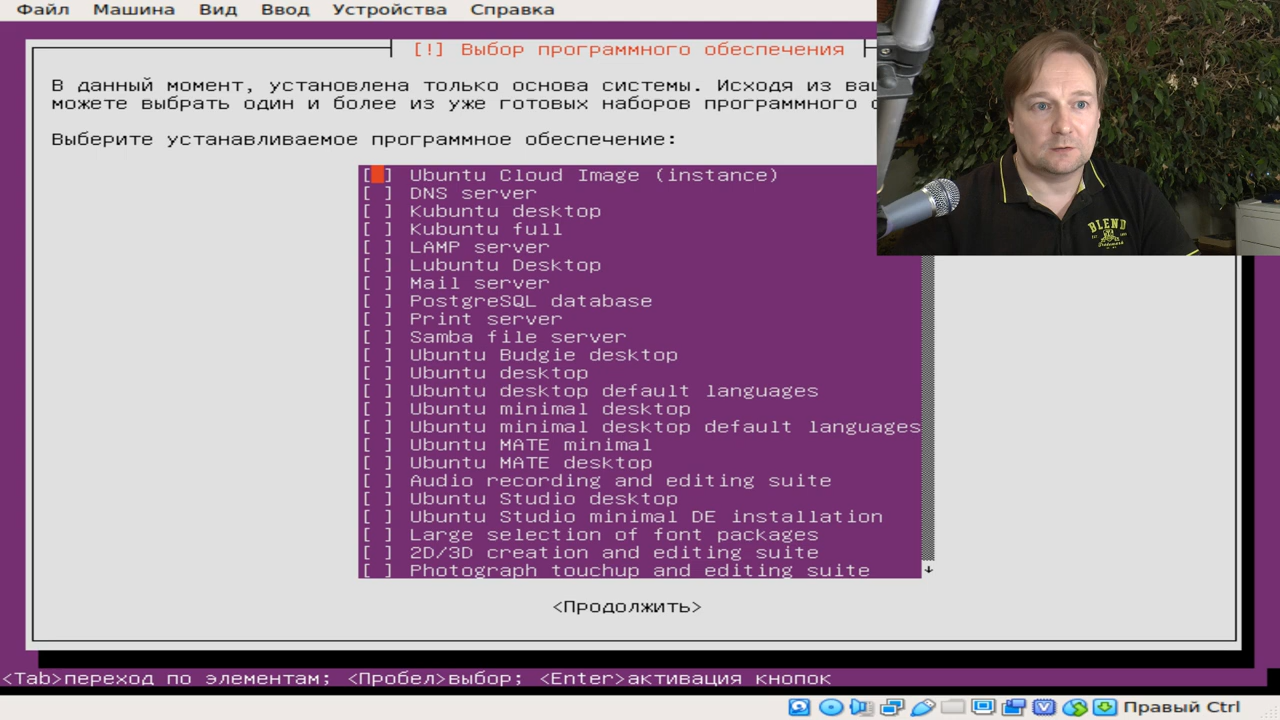 Файл Машина Вид Ввод Устройства Справка
[!] Выбор программного обеспечения
В данный момент, установлена только основа системы. Исходя из
можете выбрать один и более из уже готовых наборов программного
Выберите устанавливаемое программное обеспечение:
[ ] Ubuntu Cloud Image (instance)
[ ] DNS server
[ ] Kubuntu desktop
[ ] Kubuntu full
[ ] LAMP server
[ ] Lubuntu Desktop
[ ] Mail server
[ ] PostgreSQL database
[ ] Print server
[ ] Samba file server
[ ] Ubuntu Budgie desktop
[ ] Ubuntu desktop
[ ] Ubuntu desktop default languages
[ ] Ubuntu minimal desktop
[ ] Ubuntu minimal desktop default languages
[ ] Ubuntu MATE minimal
[ ] Ubuntu MATE desktop
[ ] Audio recording and editing suite
[ ] Ubuntu Studio desktop
[ ] Ubuntu Studio minimal DE installation
[ ] Large selection of font packages
[ ] 2D/3D creation and editing suite
[ ] Photograph touchup and editing suite
<Продолжить>
<Tab>переход по элементам; <Пробел>выбор; <Enter>активация кнопок
Правый Ctrl
BLEND